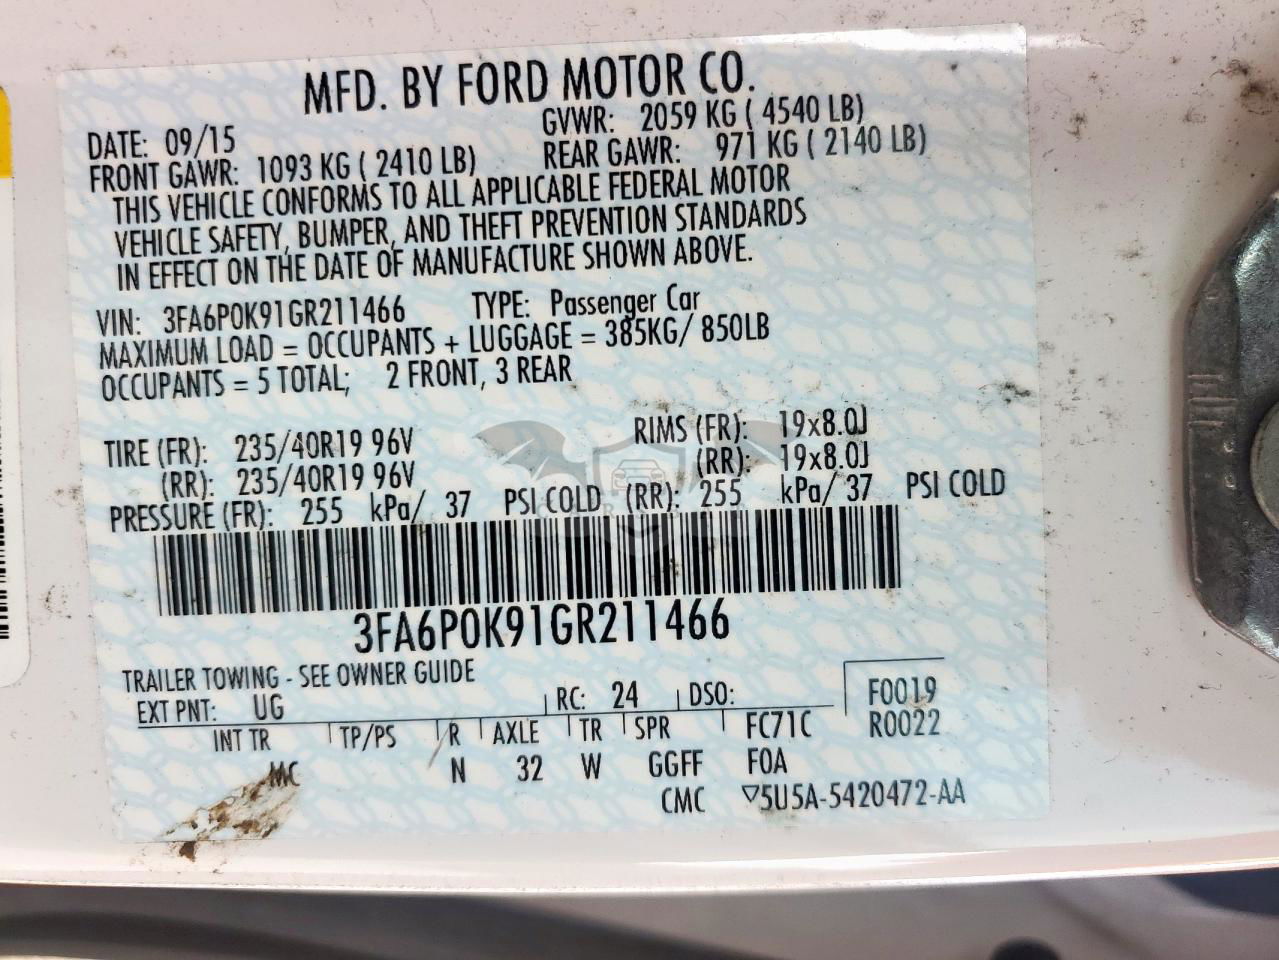 MFD. BY FORD MOTOR CO.
DATE: 09/15 GVWR: 2059 KG ( 4540 LB)
FRONT GAWR: 1093 KG ( 2410 LB) REAR GAWR: 971 KG ( 2140 LB)
THIS VEHICLE CONFORMS TO ALL APPLICABLE FEDERAL MOTOR
VEHICLE SAFETY, BUMPER, AND THEFT PREVENTION STANDARDS
IN EFFECT ON THE DATE OF MANUFACTURE SHOWN ABOVE.
VIN: 3FA6P0K91GR211466 TYPE: Passenger Car
MAXIMUM LOAD = OCCUPANTS + LUGGAGE = 385KG/ 850LB
OCCUPANTS = 5 TOTAL; 2 FRONT, 3 REAR
TIRE (FR): 235/40R19 96V RIMS (FR): 19x8.0J
(RR): 235/40R19 96V (RR): 19x8.0J
PRESSURE (FR): 255 kPa/ 37 PSI COLD (RR): 255 kPa/ 37 PSI COLD
3FA6P0K91GR211466
TRAILER TOWING - SEE OWNER GUIDE
EXT PNT: UG RC: 24 DSO: F0019
INT TR TP/PS R AXLE TR SPR FC71C R0022
MC N 32 W GGFF F0A
CMC ▽5U5A-5420472-AA